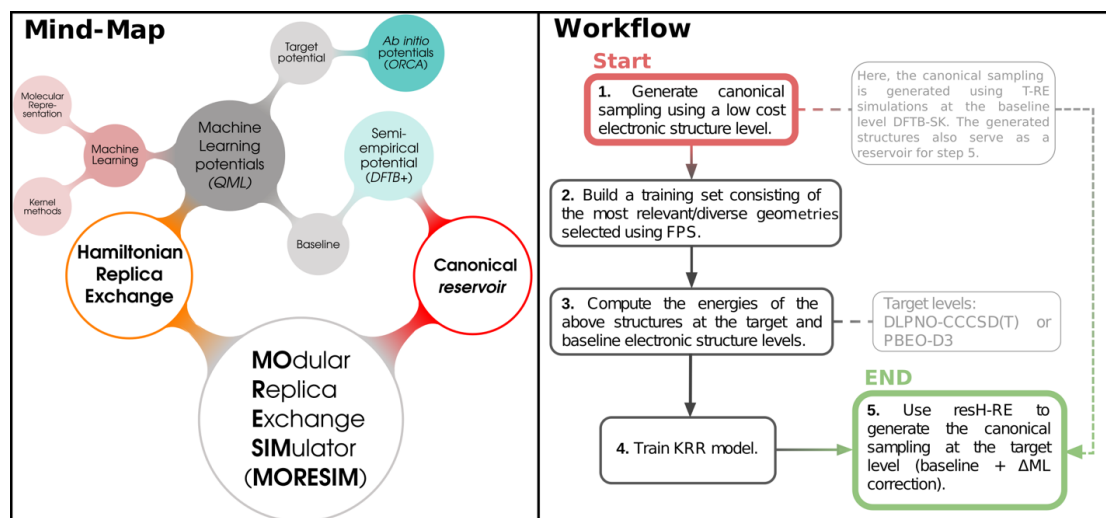 Mind-Map
Target
potential
Ab initio
potentials
(ORCA)
Molecular
Repre-
sentation
Machine
Learning
Kernel
methods
Machine
Learning
potentials
(QML)
Semi-
empirical
potential
(DFTB+)
Baseline
Hamiltonian
Replica
Exchange
Canonical
reservoir
MOdular
Replica
Exchange
SIMulator
(MORESIM)
Workflow
Start
1. Generate canonical
sampling using a low cost
electronic structure level.
Here, the canonical sampling
is generated using T-RE
simulations at the baseline
level DFTB-SK. The generated
structures also serve as a
reservoir for step 5.
2. Build a training set consisting of
the most relevant/diverse geometries
selected using FPS.
3. Compute the energies of the
above structures at the target and
baseline electronic structure levels.
Target levels:
DLPNO-CCCSD(T) or
PBEO-D3
END
4. Train KRR model.
5. Use resH-RE to
generate the canonical
sampling at the target
level (baseline + ΔML
correction).